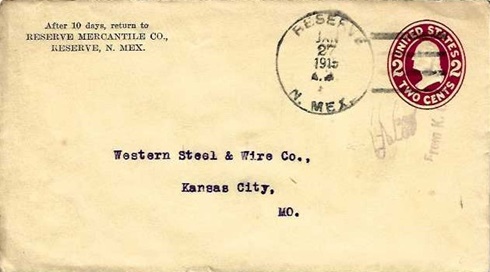 After 10 days, return to
RESERVE MERCANTILE CO.,
RESERVE, N. MEX.
RESERVE
JAN
27
1915
A.M.
N. MEX.
UNITED STATES
2 2
TWO CENTS
From K.
Western Steel & Wire Co.,
Kansas City,
MO.